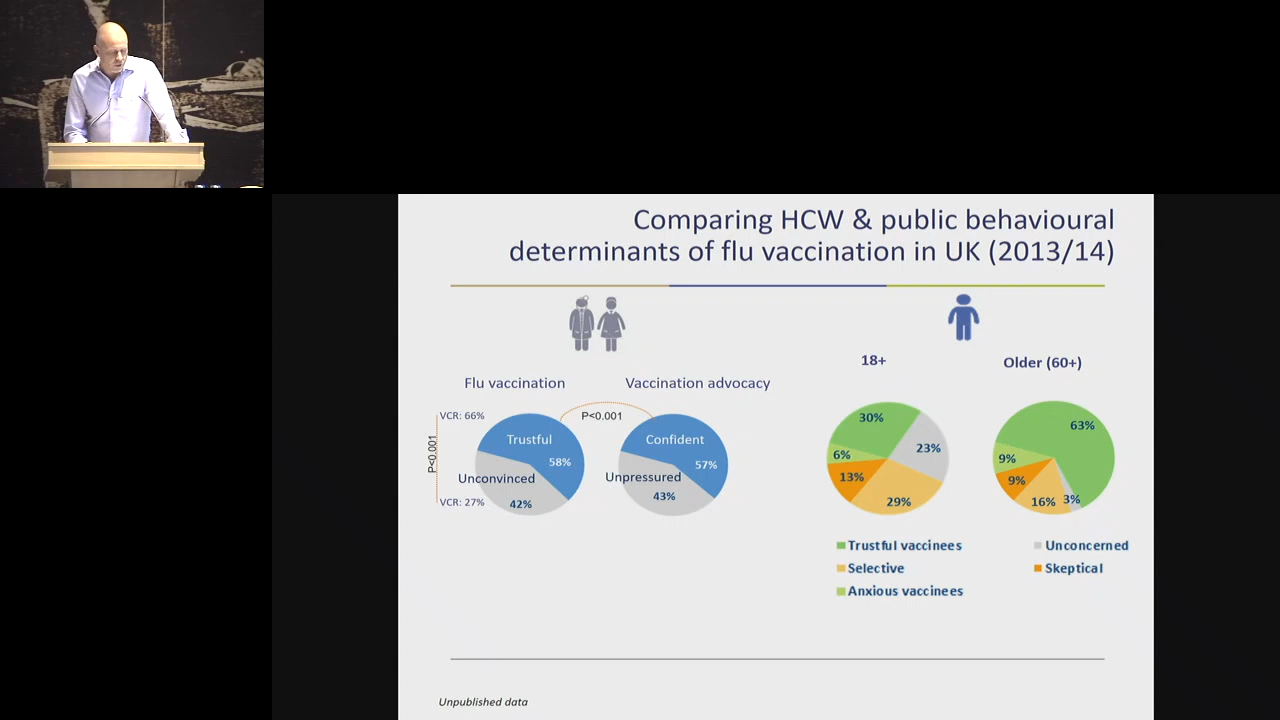 Comparing HCW & public behavioural
determinants of flu vaccination in UK (2013/14)
Flu vaccination
Vaccination advocacy
18+
Older (60+)
VCR: 66%
P<0.001
P<0.001
Trustful
58%
Unconvinced
42%
VCR: 27%
Confident
57%
Unpressured
43%
30%
23%
6%
13%
29%
63%
9%
9%
16%
3%
Trustful vaccinees
Unconcerned
Selective
Skeptical
Anxious vaccinees
Unpublished data